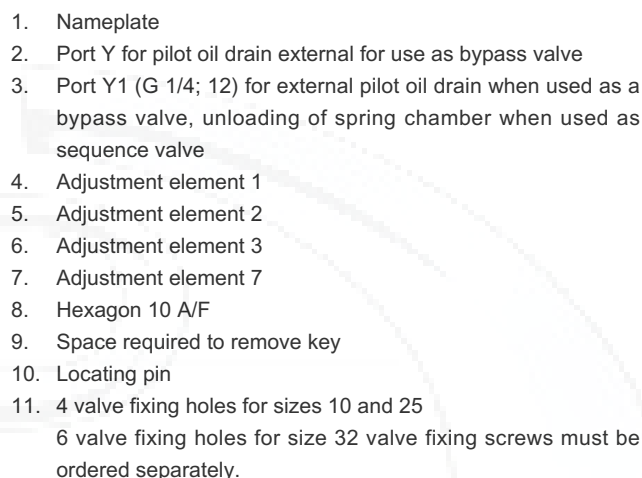 1. Nameplate
2. Port Y for pilot oil drain external for use as bypass valve
3. Port Y1 (G 1/4; 12) for external pilot oil drain when used as a
bypass valve, unloading of spring chamber when used as
sequence valve
4. Adjustment element 1
5. Adjustment element 2
6. Adjustment element 3
7. Adjustment element 7
8. Hexagon 10 A/F
9. Space required to remove key
10. Locating pin
11. 4 valve fixing holes for sizes 10 and 25
6 valve fixing holes for size 32 valve fixing screws must be
ordered separately.